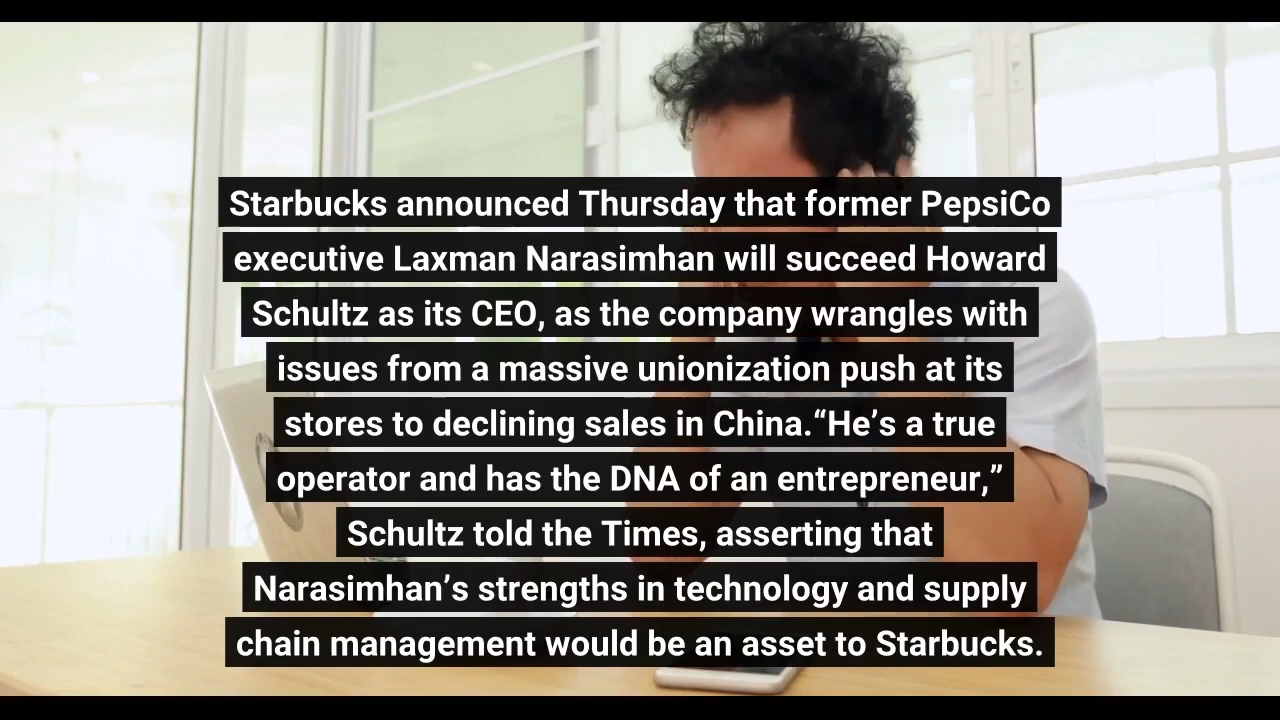 Starbucks announced Thursday that former PepsiCo
executive Laxman Narasimhan will succeed Howard
Schultz as its CEO, as the company wrangles with
issues from a massive unionization push at its
stores to declining sales in China.“He’s a true
operator and has the DNA of an entrepreneur,”
Schultz told the Times, asserting that
Narasimhan’s strengths in technology and supply
chain management would be an asset to Starbucks.